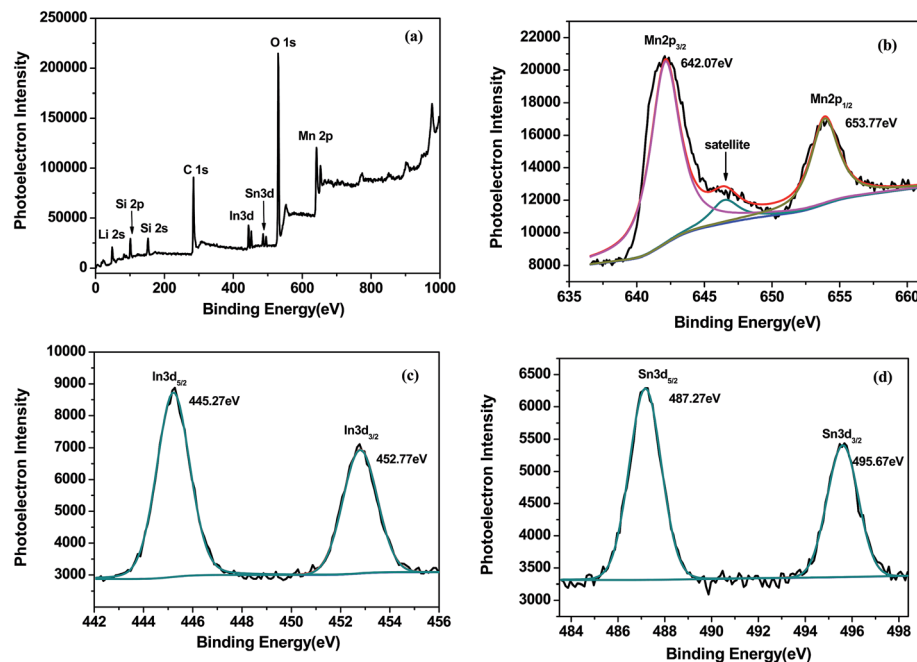 (a)
250000
200000
150000
100000
50000
0
Photoelectron Intensity
O 1s
Mn 2p
C 1s
Sn3d
In3d
Si 2p
Li 2s
Si 2s
0 200 400 600 800 1000
Binding Energy(eV)
(b)
22000
20000
18000
16000
14000
12000
10000
8000
Photoelectron Intensity
Mn2p3/2
642.07eV
Mn2p1/2
653.77eV
satellite
635 640 645 650 655 660
Binding Energy(eV)
(c)
10000
9000
8000
7000
6000
5000
4000
3000
2000
Photoelectron Intensity
In3d5/2
445.27eV
In3d3/2
452.77eV
442 444 446 448 450 452 454 456
Binding Energy(eV)
(d)
6500
6000
5500
5000
4500
4000
3500
3000
Photoelectron Intensity
Sn3d5/2
487.27eV
Sn3d3/2
495.67eV
484 486 488 490 492 494 496 498
Binding Energy(eV)